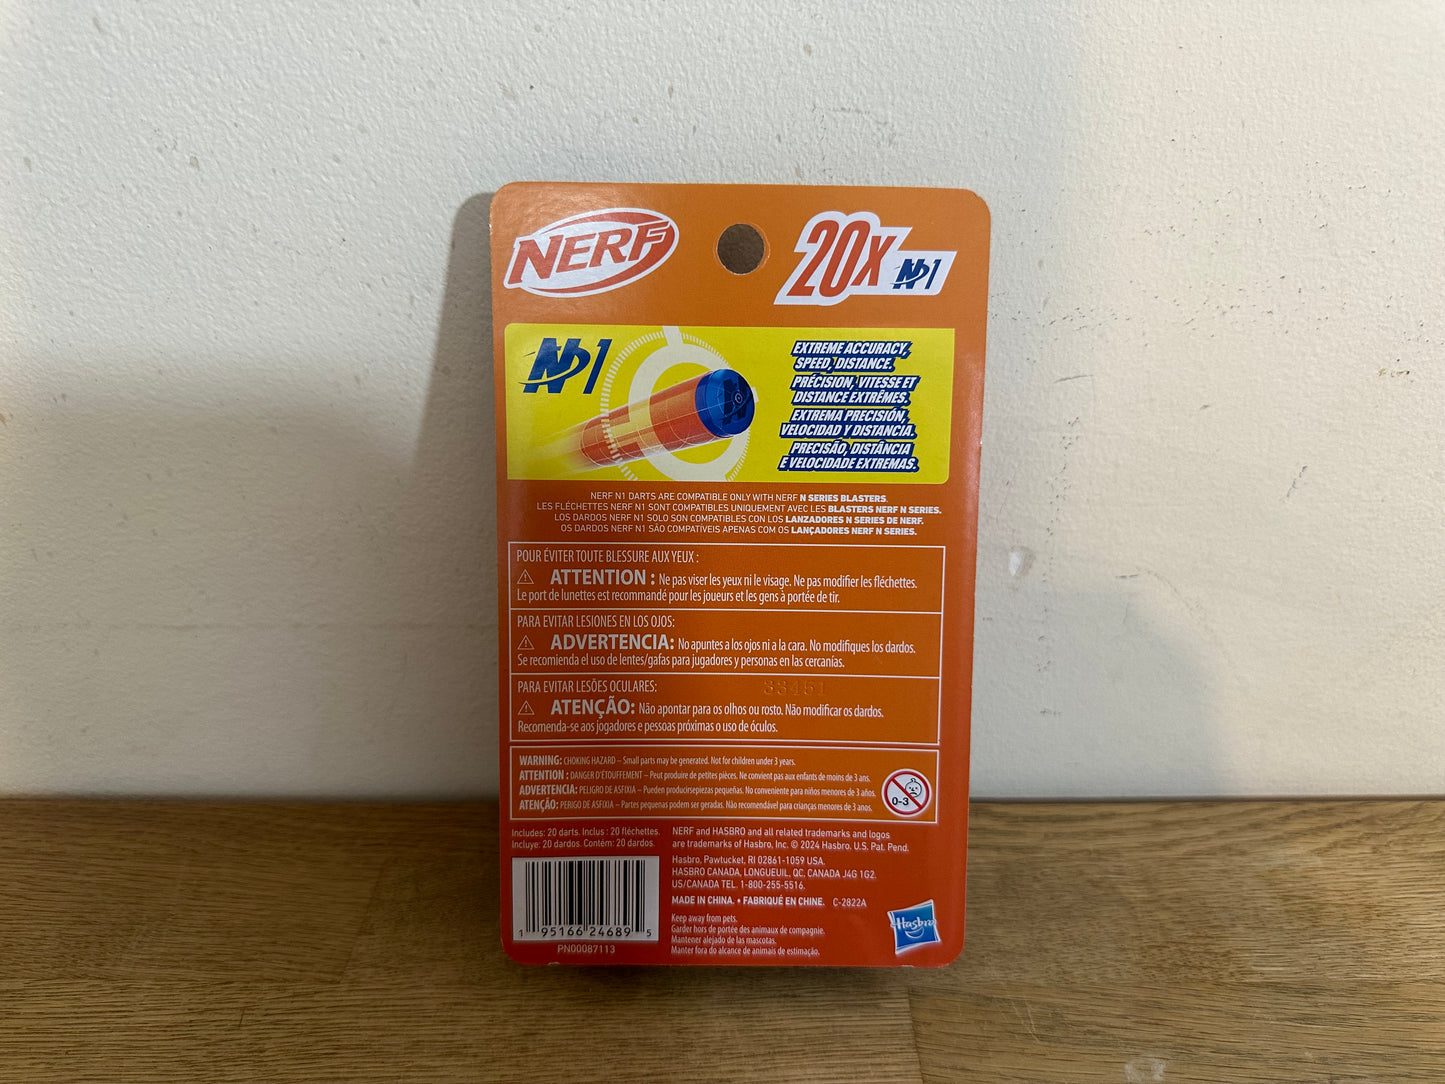 NERF
20X N1
N1
EXTREME ACCURACY,
SPEED, DISTANCE.
PRÉCISION, VITESSE ET
DISTANCE EXTRÊMES.
EXTREMA PRECISIÓN,
VELOCIDAD Y DISTANCIA.
PRECISÃO, DISTÂNCIA
E VELOCIDADE EXTREMAS.
NERF N1 DARTS ARE COMPATIBLE ONLY WITH NERF N SERIES BLASTERS.
LES FLÉCHETTES NERF N1 SONT COMPATIBLES UNIQUEMENT AVEC LES BLASTERS NERF N SERIES.
LOS DARDOS NERF N1 SOLO SON COMPATIBLES CON LOS LANZADORES N SERIES DE NERF.
OS DARDOS NERF N1 SÃO COMPATÍVEIS APENAS COM OS LANÇADORES NERF N SERIES.
POUR ÉVITER TOUTE BLESSURE AUX YEUX :
ATTENTION : Ne pas viser les yeux ni le visage. Ne pas modifier les fléchettes.
Le port de lunettes est recommandé pour les joueurs et les gens à portée de tir.
PARA EVITAR LESIONES EN LOS OJOS:
ADVERTENCIA: No apuntes a los ojos ni a la cara. No modifiques los dardos.
Se recomienda el uso de lentes/gafas para jugadores y personas en las cercanías.
PARA EVITAR LESÕES OCULARES:
33451
ATENÇÃO: Não apontar para os olhos ou rosto. Não modificar os dardos.
Recomenda-se aos jogadores e pessoas próximas o uso de óculos.
WARNING: CHOKING HAZARD – Small parts may be generated. Not for children under 3 years.
ATTENTION : DANGER D'ÉTOUFFEMENT – Peut produire de petites pièces. Ne convient pas aux enfants de moins de 3 ans.
ADVERTENCIA: PELIGRO DE ASFIXIA – Pueden producirsepiezas pequeñas. No conveniente para niños menores de 3 años.
ATENÇÃO: PERIGO DE ASFIXIA – Partes pequenas podem ser geradas. Não recomendável para crianças menores de 3 anos.
0-3
Includes: 20 darts. Inclus : 20 fléchettes.
Incluye: 20 dardos. Contém: 20 dardos.
NERF and HASBRO and all related trademarks and logos
are trademarks of Hasbro, Inc. © 2024 Hasbro. U.S. Pat. Pend.
Hasbro, Pawtucket, RI 02861-1059 USA.
HASBRO CANADA, LONGUEUIL, QC, CANADA J4G 1G2.
US/CANADA TEL. 1-800-255-5516.
MADE IN CHINA. • FABRIQUÉ EN CHINE. C-2822A
Keep away from pets.
Garder hors de portée des animaux de compagnie.
Mantener alejado de las mascotas.
Manter fora do alcance de animais de estimação.
1 95166 24689 5
PN00087113
Hasbro